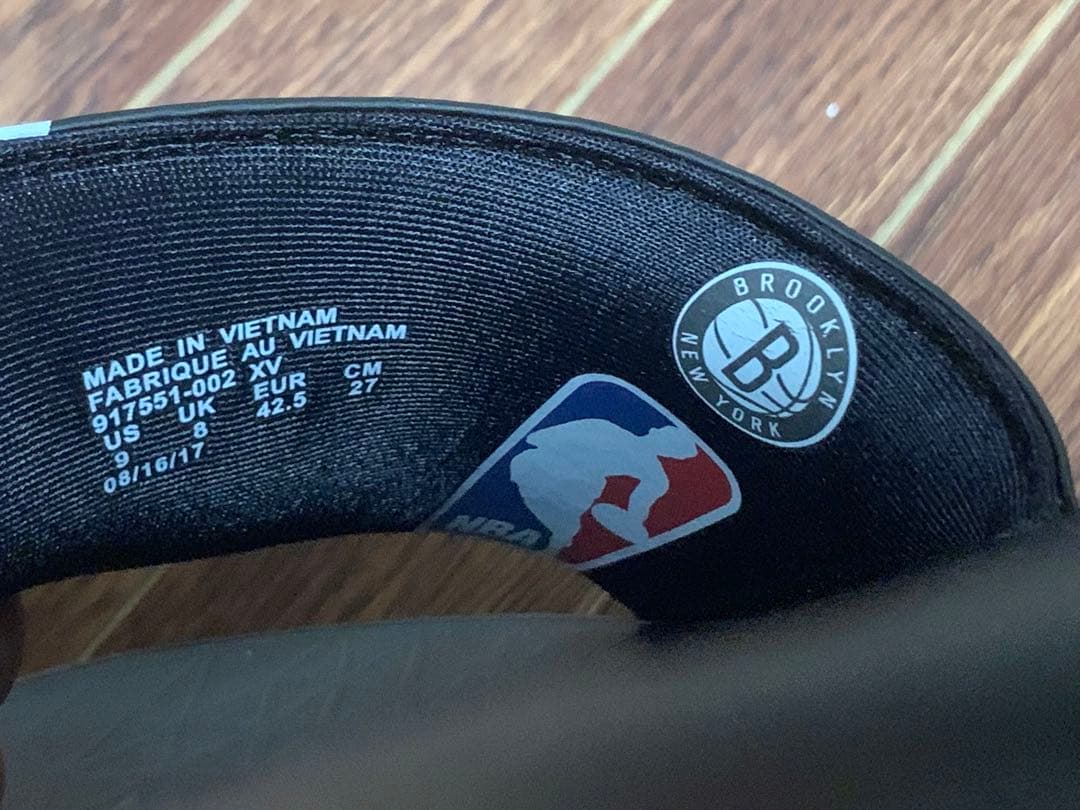 MADE IN VIETNAM
FABRIQUE AU VIETNAM
917551-002 XV
US UK EUR CM
9 8 42.5 27
08/16/17
BROOKLYN
B
NEW YORK
NBA